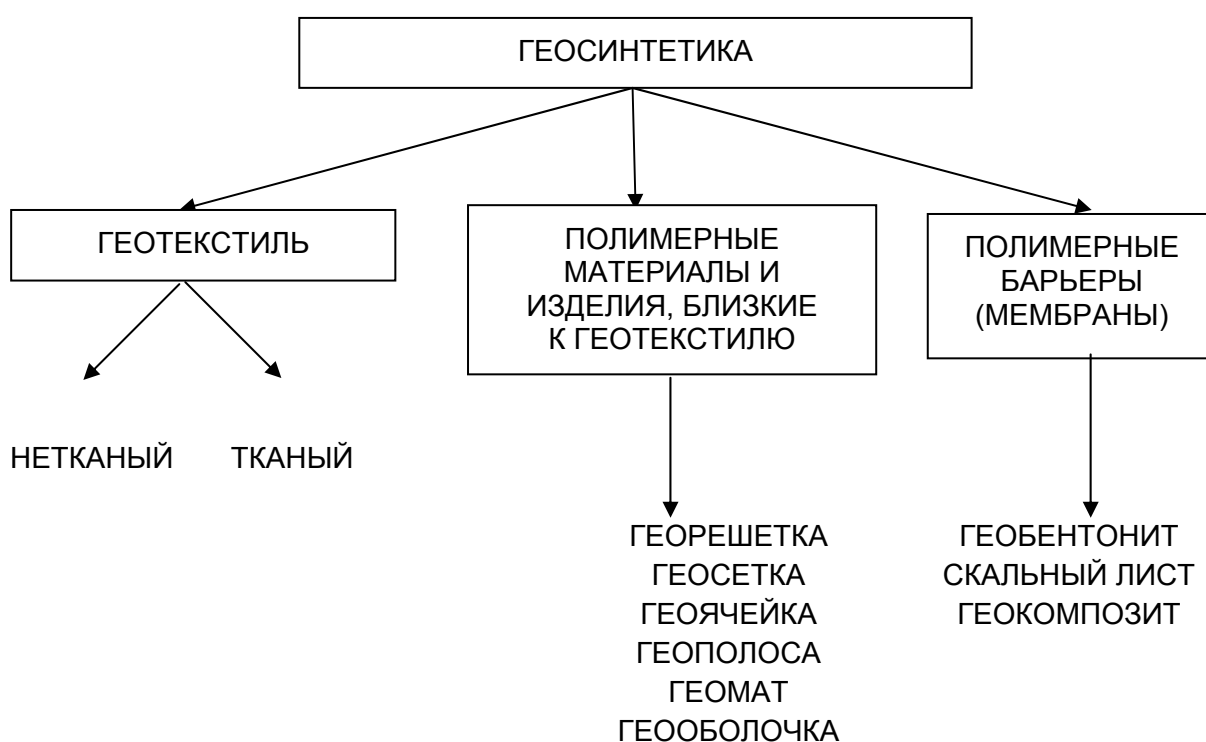 ГЕОСИНТЕТИКА
ГЕОТЕКСТИЛЬ
НЕТКАНЫЙ
ТКАНЫЙ
ПОЛИМЕРНЫЕ
МАТЕРИАЛЫ И
ИЗДЕЛИЯ, БЛИЗКИЕ
К ГЕОТЕКСТИЛЮ
ГЕОРЕШЕТКА
ГЕОСЕТКА
ГЕОЯЧЕЙКА
ГЕОПОЛОСА
ГЕОМАТ
ГЕООБОЛОЧКА
ПОЛИМЕРНЫЕ
БАРЬЕРЫ
(МЕМБРАНЫ)
ГЕОБЕНТОНИТ
СКАЛЬНЫЙ ЛИСТ
ГЕОКОМПОЗИТ